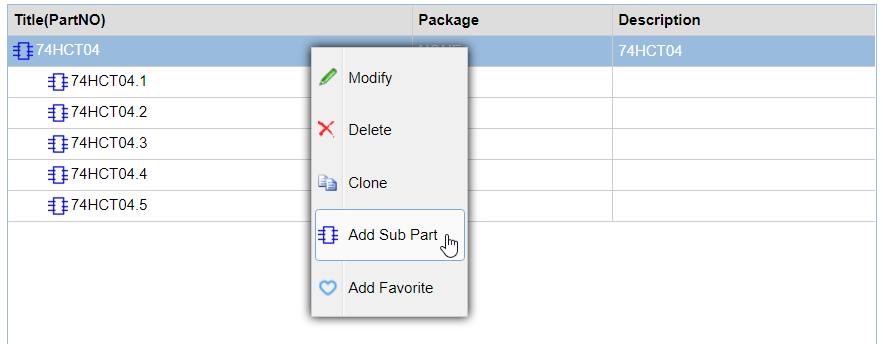 Title(PartNO) Package Description
74HCT04 74HCT04
74HCT04.1
74HCT04.2
74HCT04.3
74HCT04.4
74HCT04.5
Modify
Delete
Clone
Add Sub Part
Add Favorite